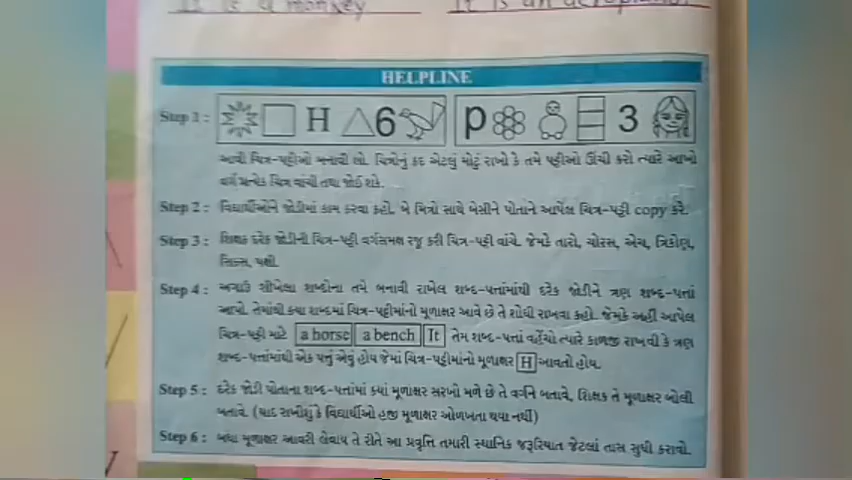 It is a monkey It is an aeroplane.
HELPLINE
Step 1 : H 6 p 3
આવી ચિત્ર-પટ્ટીઓ બનાવી લો. ચિત્રોનું કદ એટલું મોટું રાખો કે તમે પટ્ટીઓ ઊંચી કરો ત્યારે આખો
વર્ગ પ્રત્યેક ચિત્ર વાંચી તથા જોઈ શકે.
Step 2 : વિદ્યાર્થીઓને જોડીમાં કામ કરવા કહો. બે મિત્રો સાથે બેસીને પોતાને આપેલ ચિત્ર-પટ્ટી copy કરે.
Step 3 : શિક્ષક દરેક જોડીની ચિત્ર-પટ્ટી વર્ગસમક્ષ રજૂ કરી ચિત્ર-પટ્ટી વાંચે. જેમકે તારો, ચોરસ, એચ, ત્રિકોણ,
સિક્સ, પક્ષી.
Step 4 : અગાઉ શીખેલા શબ્દોના તમે બનાવી રાખેલ શબ્દ-પત્તાંમાંથી દરેક જોડીને ત્રણ શબ્દ-પત્તાં
આપો. તેમાંથી કયા શબ્દમાં ચિત્ર-પટ્ટીમાંનો મૂળાક્ષર આવે છે તે શોધી રાખવા કહો. જેમકે અહીં આપેલ
ચિત્ર-પટ્ટી માટે a horse a bench It તેમ શબ્દ-પત્તાં વહેંચો ત્યારે કાળજી રાખવી કે ત્રણ
શબ્દ-પત્તાંમાંથી એક પત્તું એવું હોય જેમાં ચિત્ર-પટ્ટીમાંનો મૂળાક્ષર H આવતો હોય.
Step 5 : દરેક જોડી પોતાના શબ્દ-પત્તાંમાં ક્યાં મૂળાક્ષર સરખો મળે છે તે વર્ગને બતાવે, શિક્ષક તે મૂળાક્ષર બોલી
બતાવે. (યાદ રાખીશું કે વિદ્યાર્થીઓ હજી મૂળાક્ષર ઓળખતા થયા નથી)
Step 6 : બધા મૂળાક્ષર આવરી લેવાય તે રીતે આ પ્રવૃત્તિ તમારી સ્થાનિક જરૂરિયાત જેટલાં તાસ સુધી કરાવો.